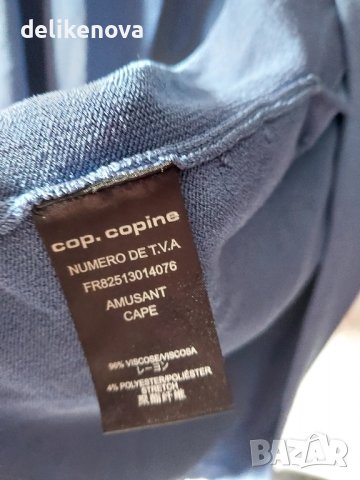 delikenova
cop. copine
NUMERO DE T.V.A
FR82513014076
AMUSANT
CAPE
96% VISCOSE/VISCOSA
レーヨン
4% POLYESTER/POLIÉSTER
STRETCH
聚酯纤维
BAZAR